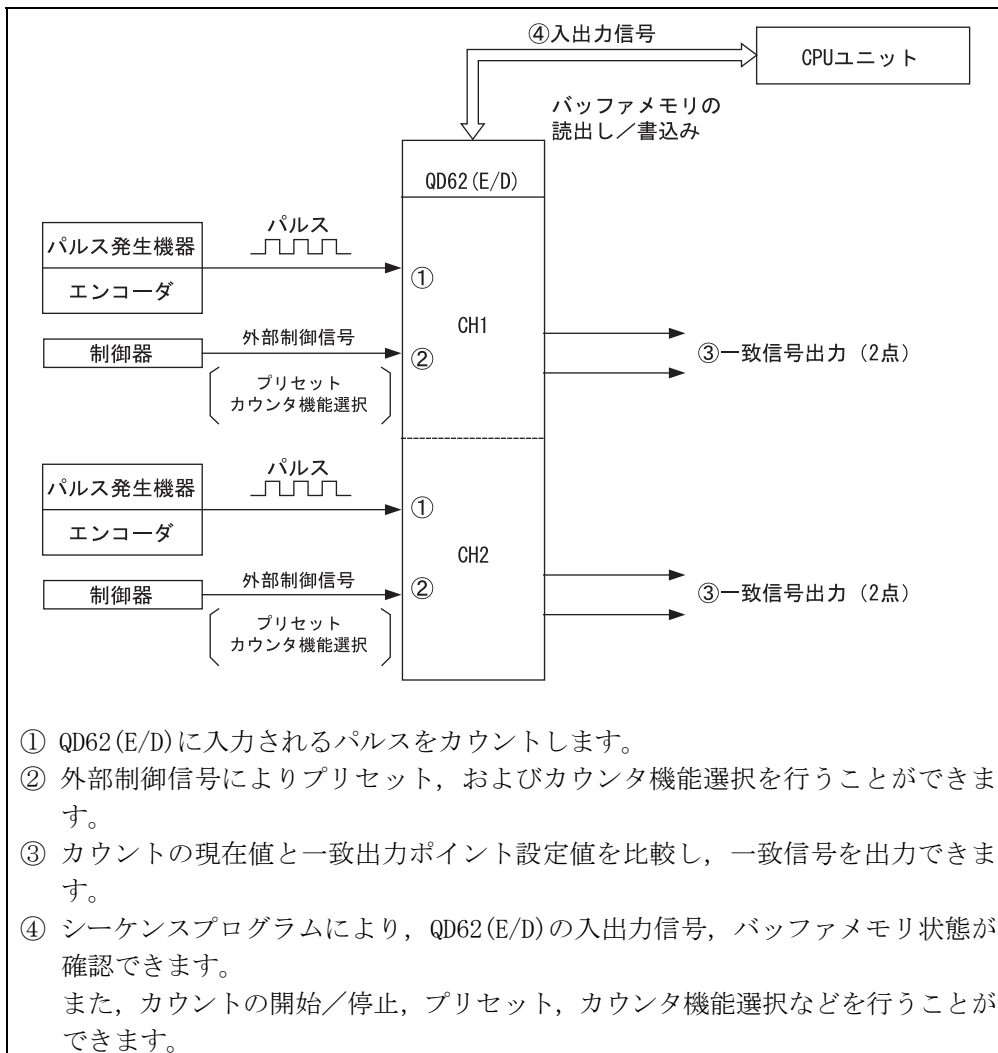 ④入出力信号
CPUユニット
バッファメモリの
読出し／書込み
QD62(E/D)
パルス発生機器
エンコーダ
パルス
①
制御器
外部制御信号
②
プリセット
カウンタ機能選択
CH1
③一致信号出力（2点）
パルス発生機器
エンコーダ
パルス
①
制御器
外部制御信号
②
プリセット
カウンタ機能選択
CH2
③一致信号出力（2点）
① QD62(E/D)に入力されるパルスをカウントします。
② 外部制御信号によりプリセット，およびカウンタ機能選択を行うことができま
す。
③ カウントの現在値と一致出力ポイント設定値を比較し，一致信号を出力できま
す。
④ シーケンスプログラムにより，QD62(E/D)の入出力信号，バッファメモリ状態が
確認できます。
また，カウントの開始／停止，プリセット，カウンタ機能選択などを行うことが
できます。